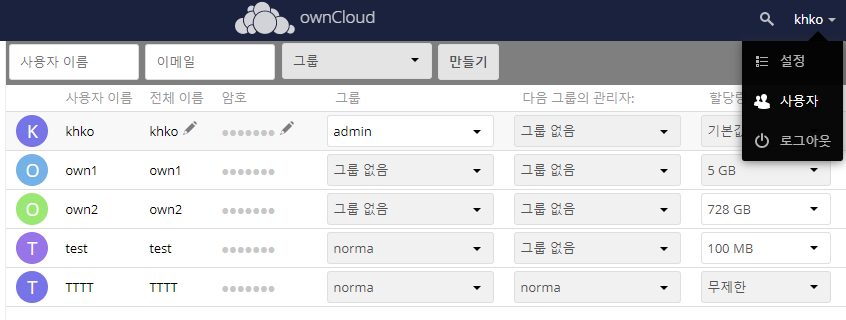 ownCloud khko
사용자 이름 이메일 그룹 만들기 설정
사용자 이름 전체 이름 암호 그룹 다음 그룹의 관리자: 할당량 사용자
K khko khko ●●●●●●● admin 그룹 없음 기본값 로그아웃
O own1 own1 ●●●●●●● 그룹 없음 그룹 없음 5 GB
O own2 own2 ●●●●●●● 그룹 없음 그룹 없음 728 GB
T test test ●●●●●●● norma 그룹 없음 100 MB
T TTTT TTTT ●●●●●●● norma norma 무제한